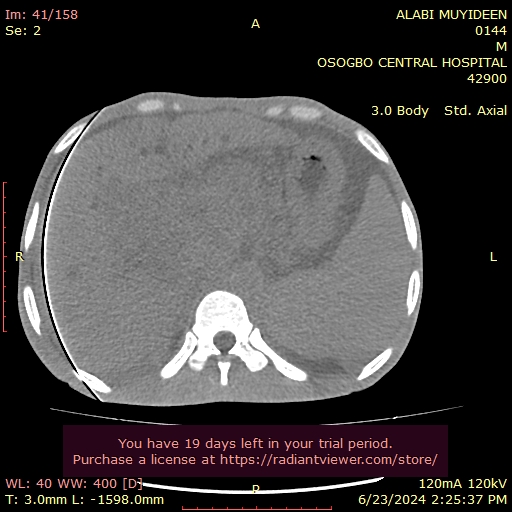 Im: 41/158
Se: 2
A
ALABI MUYIDEEN
0144
M
OSOGBO CENTRAL HOSPITAL
42900
3.0 Body Std. Axial
R
L
You have 19 days left in your trial period.
Purchase a license at https://radiantviewer.com/store/
WL: 40 WW: 400 [D]
T: 3.0mm L: -1598.0mm
P
120mA 120kV
6/23/2024 2:25:37 PM